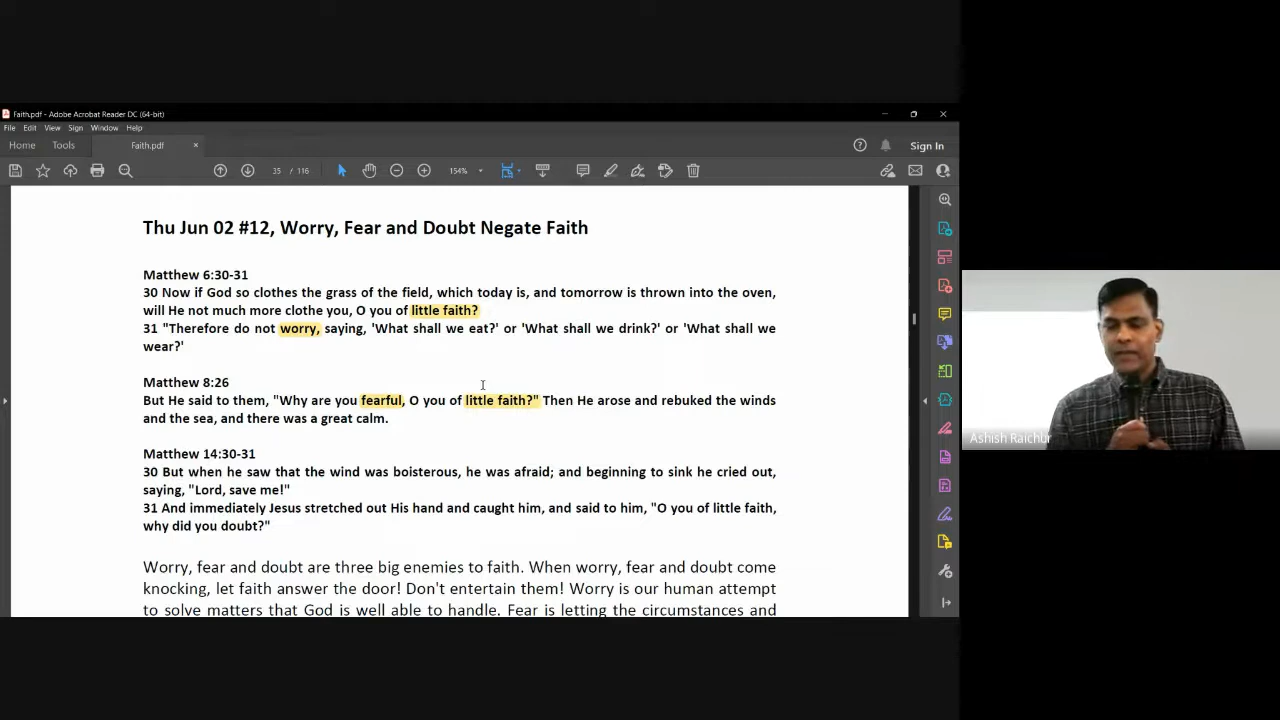 Faith.pdf - Adobe Acrobat Reader DC (64-bit)
File Edit View Sign Window Help
Home Tools Faith.pdf × Sign In
35 / 116 154%
Thu Jun 02 #12, Worry, Fear and Doubt Negate Faith
Matthew 6:30-31
30 Now if God so clothes the grass of the field, which today is, and tomorrow is thrown into the oven,
will He not much more clothe you, O you of little faith?
31 "Therefore do not worry, saying, 'What shall we eat?' or 'What shall we drink?' or 'What shall we
wear?'
Matthew 8:26
But He said to them, "Why are you fearful, O you of little faith?" Then He arose and rebuked the winds
and the sea, and there was a great calm.
Matthew 14:30-31
30 But when he saw that the wind was boisterous, he was afraid; and beginning to sink he cried out,
saying, "Lord, save me!"
31 And immediately Jesus stretched out His hand and caught him, and said to him, "O you of little faith,
why did you doubt?"
Worry, fear and doubt are three big enemies to faith. When worry, fear and doubt come
knocking, let faith answer the door! Don't entertain them! Worry is our human attempt
to solve matters that God is well able to handle. Fear is letting the circumstances and
Ashish Raichur